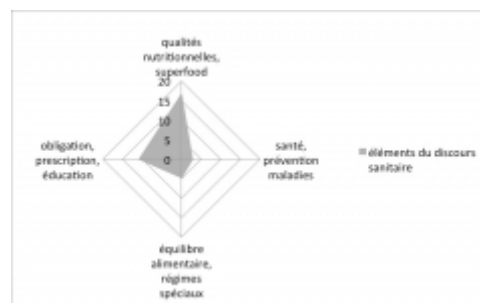 qualités
nutritionnelles,
superfood
20
15
10
5
0
obligation,
prescription,
éducation
santé,
prévention
maladies
éléments du discours
sanitaire
équilibre
alimentaire,
régimes
spéciaux